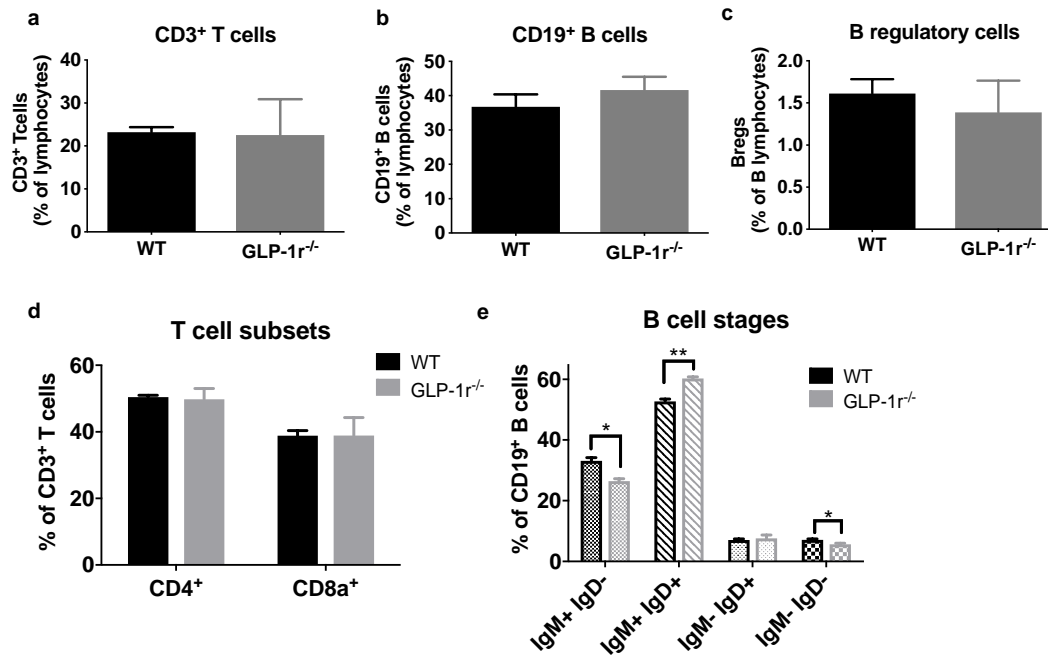 a
CD3⁺ T cells
CD3⁺ Tcells
(% of lymphocytes)
40
30
20
10
0
WT
GLP-1r⁻/⁻
b
CD19⁺ B cells
CD19⁺ B cells
(% of lymphocytes)
50
40
30
20
10
0
WT
GLP-1r⁻/⁻
c
B regulatory cells
Bregs
(% of B lymphocytes)
2.0
1.5
1.0
0.5
0.0
WT
GLP-1r⁻/⁻
d
T cell subsets
% of CD3⁺ T cells
60
40
20
0
CD4⁺
CD8a⁺
WT
GLP-1r⁻/⁻
e
B cell stages
% of CD19⁺ B cells
60
40
20
0
*
**
*
IgM+ IgD-
IgM+ IgD+
IgM- IgD+
IgM- IgD-
WT
GLP-1r⁻/⁻